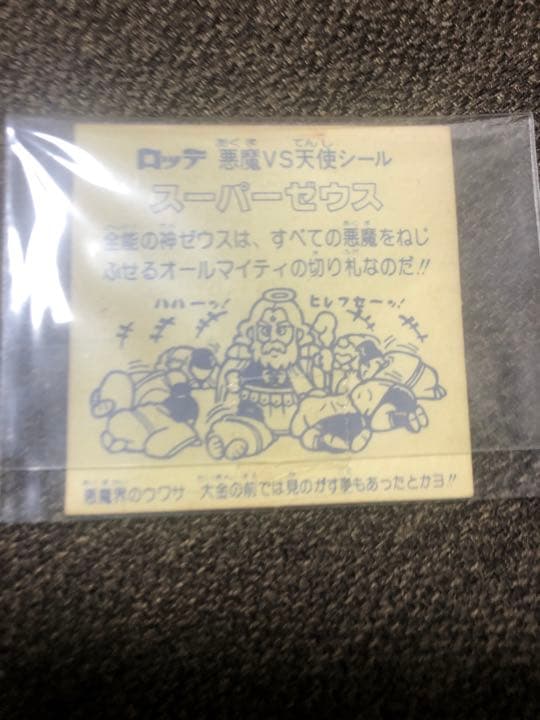 ロッテ 悪魔VS天使シール
スーパーゼウス
全能の神ゼウスは、すべての悪魔をねじ
ふせるオールマイティの切り札なのだ!!
ハハーッ! ヒレフセーッ!
悪魔界のウワサ 大金の前では見のがす事もあったとかヨ!!